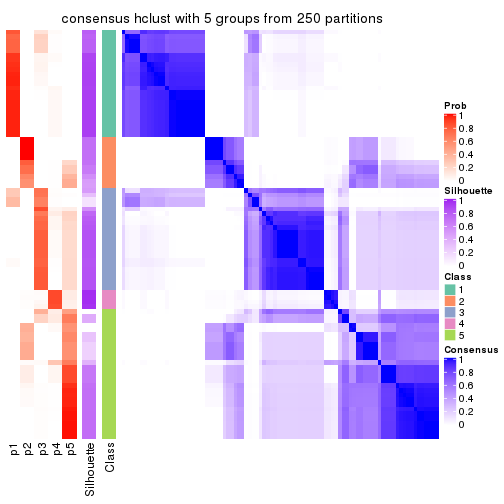 consensus hclust with 5 groups from 250 partitions
Prob
1
0.8
0.6
0.4
0.2
0
Silhouette
1
0.8
0.6
0.4
0.2
0
Class
1
2
3
4
5
Consensus
1
0.8
0.6
0.4
0.2
0
p1
p2
p3
p4
p5
Silhouette
Class